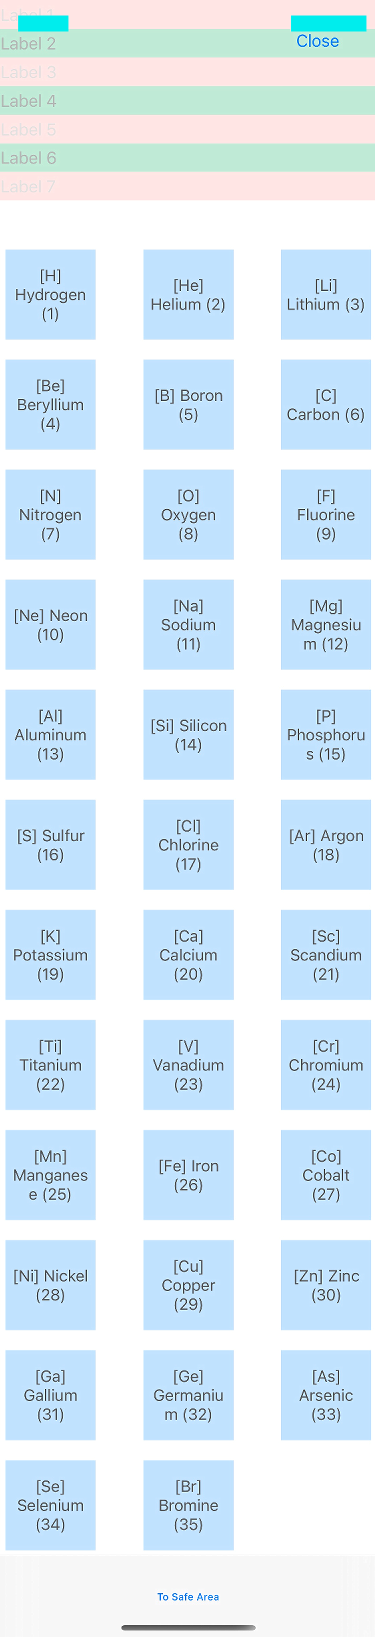 Label 1
Close
Label 2
Label 3
Label 4
Label 5
Label 6
Label 7
[H]
Hydrogen
(1)
[He]
Helium (2)
[Li]
Lithium (3)
[Be]
Beryllium
(4)
[B] Boron
(5)
[C]
Carbon (6)
[N]
Nitrogen
(7)
[O]
Oxygen
(8)
[F]
Fluorine
(9)
[Ne] Neon
(10)
[Na]
Sodium
(11)
[Mg]
Magnesiu
m (12)
[Al]
Aluminum
(13)
[Si] Silicon
(14)
[P]
Phosphoru
s (15)
[S] Sulfur
(16)
[Cl]
Chlorine
(17)
[Ar] Argon
(18)
[K]
Potassium
(19)
[Ca]
Calcium
(20)
[Sc]
Scandium
(21)
[Ti]
Titanium
(22)
[V]
Vanadium
(23)
[Cr]
Chromium
(24)
[Mn]
Manganes
e (25)
[Fe] Iron
(26)
[Co]
Cobalt
(27)
[Ni] Nickel
(28)
[Cu]
Copper
(29)
[Zn] Zinc
(30)
[Ga]
Gallium
(31)
[Ge]
Germaniu
m (32)
[As]
Arsenic
(33)
[Se]
Selenium
(34)
[Br]
Bromine
(35)
To Safe Area